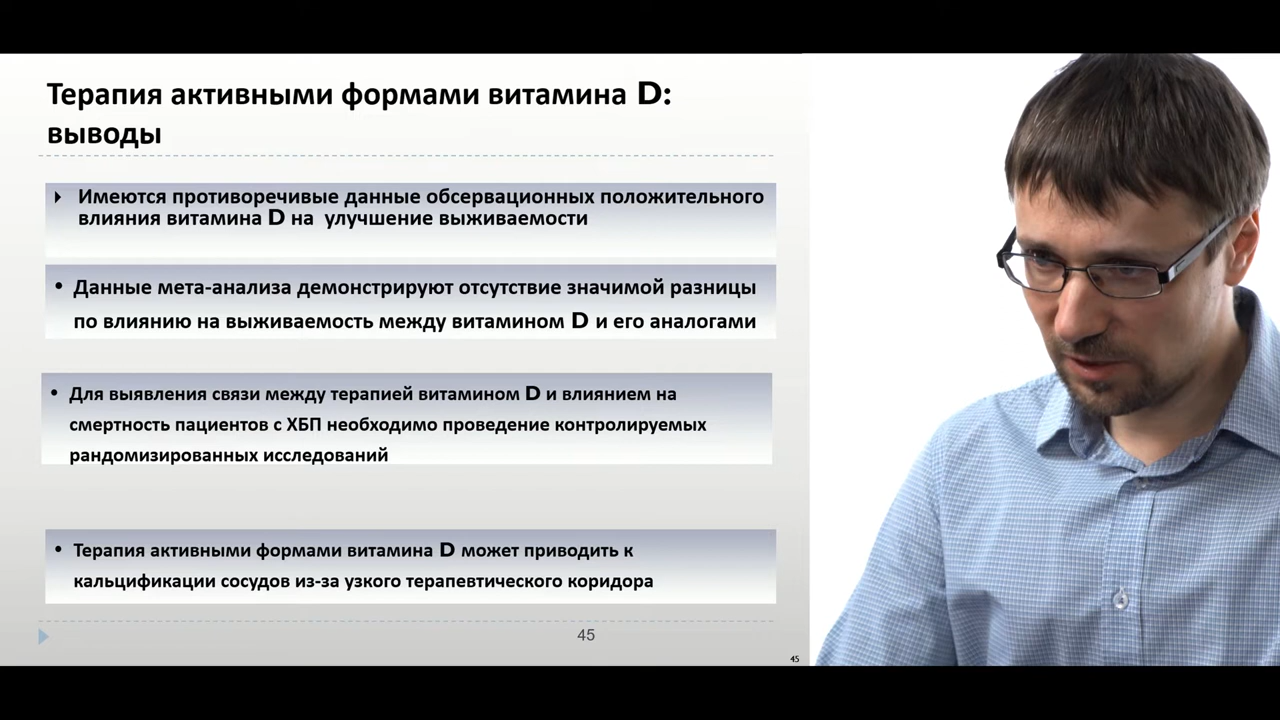 Терапия активными формами витамина D:
выводы
Имеются противоречивые данные обсервационных положительного
влияния витамина D на улучшение выживаемости
• Данные мета-анализа демонстрируют отсутствие значимой разницы
по влиянию на выживаемость между витамином D и его аналогами
• Для выявления связи между терапией витамином D и влиянием на
смертность пациентов с ХБП необходимо проведение контролируемых
рандомизированных исследований
• Терапия активными формами витамина D может приводить к
кальцификации сосудов из-за узкого терапевтического коридора
45
45